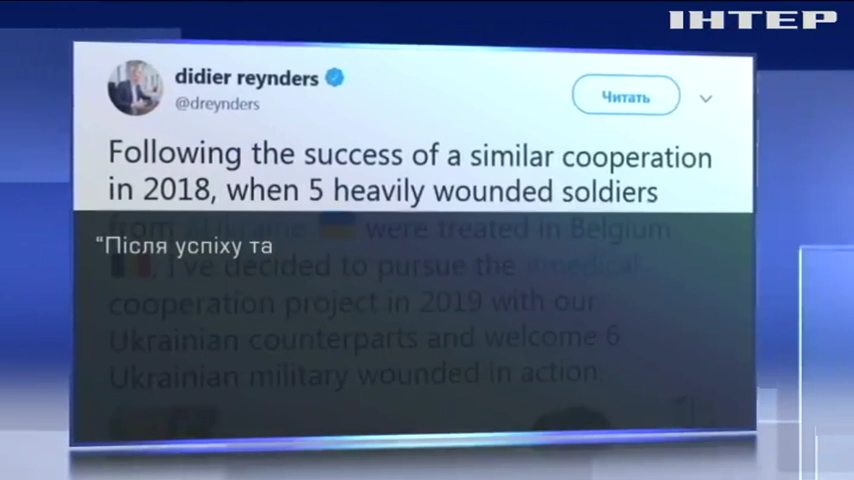 ІНТЕР
didier reynders
@dreynders
Читать
Following the success of a similar cooperation
in 2018, when 5 heavily wounded soldiers
from #Ukraine were treated in Belgium
"Після успіху та
, I've decided to pursue the #medical
cooperation project in 2019 with our
Ukrainian counterparts and welcome 6
Ukrainian military wounded in action.